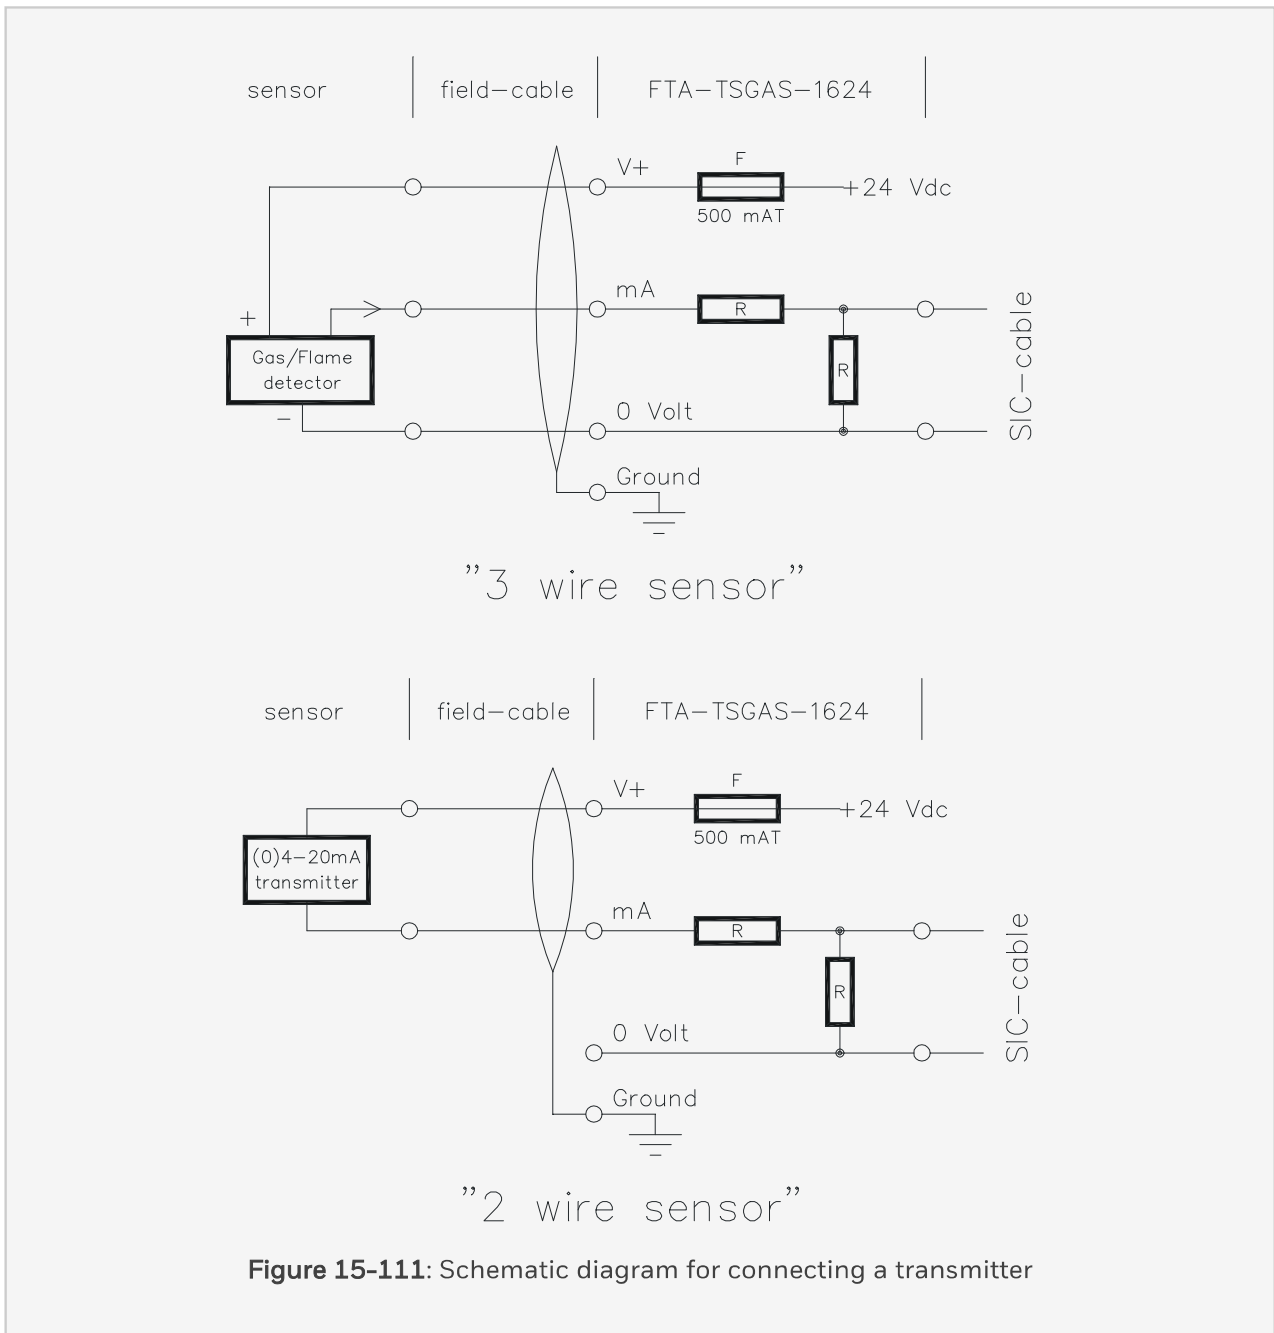 sensor field-cable FTA-TSGAS-1624
V+ F
+24 Vdc
500 mAT
mA
R
+
Gas/Flame
detector
R
-
0 Volt
SIC-cable
Ground
"3 wire sensor"
sensor field-cable FTA-TSGAS-1624
V+ F
+24 Vdc
500 mAT
(0)4-20mA
transmitter
mA
R
R
0 Volt
SIC-cable
Ground
"2 wire sensor"
Figure 15-111: Schematic diagram for connecting a transmitter